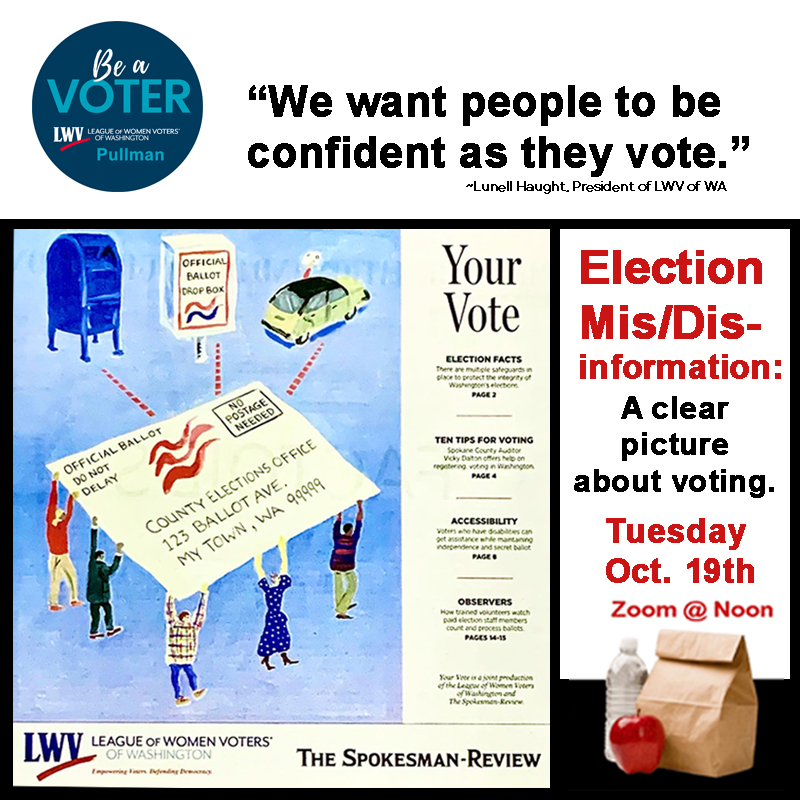 Be a
VOTER
LWV LEAGUE OF WOMEN VOTERS®
OF WASHINGTON
Pullman
“We want people to be
confident as they vote.”
~Lunell Haught, President of LWV of WA
OFFICIAL
BALLOT
DROP BOX
OFFICIAL BALLOT
DO NOT
DELAY
NO
POSTAGE
NEEDED
COUNTY ELECTIONS OFFICE
123 BALLOT AVE.
MY TOWN, WA 99999
Your
Vote
ELECTION FACTS
There are multiple safeguards in
place to protect the integrity of
Washington's elections.
PAGE 2
TEN TIPS FOR VOTING
Spokane County Auditor
Vicky Dalton offers help on
registering, voting in Washington.
PAGE 4
ACCESSIBILITY
Voters who have disabilities can
get assistance while maintaining
independence and secret ballot
PAGE 8
OBSERVERS
How trained volunteers watch
paid election staff members
count and process ballots.
PAGES 14-15
Your Vote is a joint production
of the League of Women Voters
of Washington and
The Spokesman-Review.
LWV LEAGUE OF WOMEN VOTERS®
OF WASHINGTON
Empowering Voters. Defending Democracy.
THE SPOKESMAN-REVIEW
Election
Mis/Dis-
information:
A clear
picture
about voting.
Tuesday
Oct. 19th
Zoom @ Noon